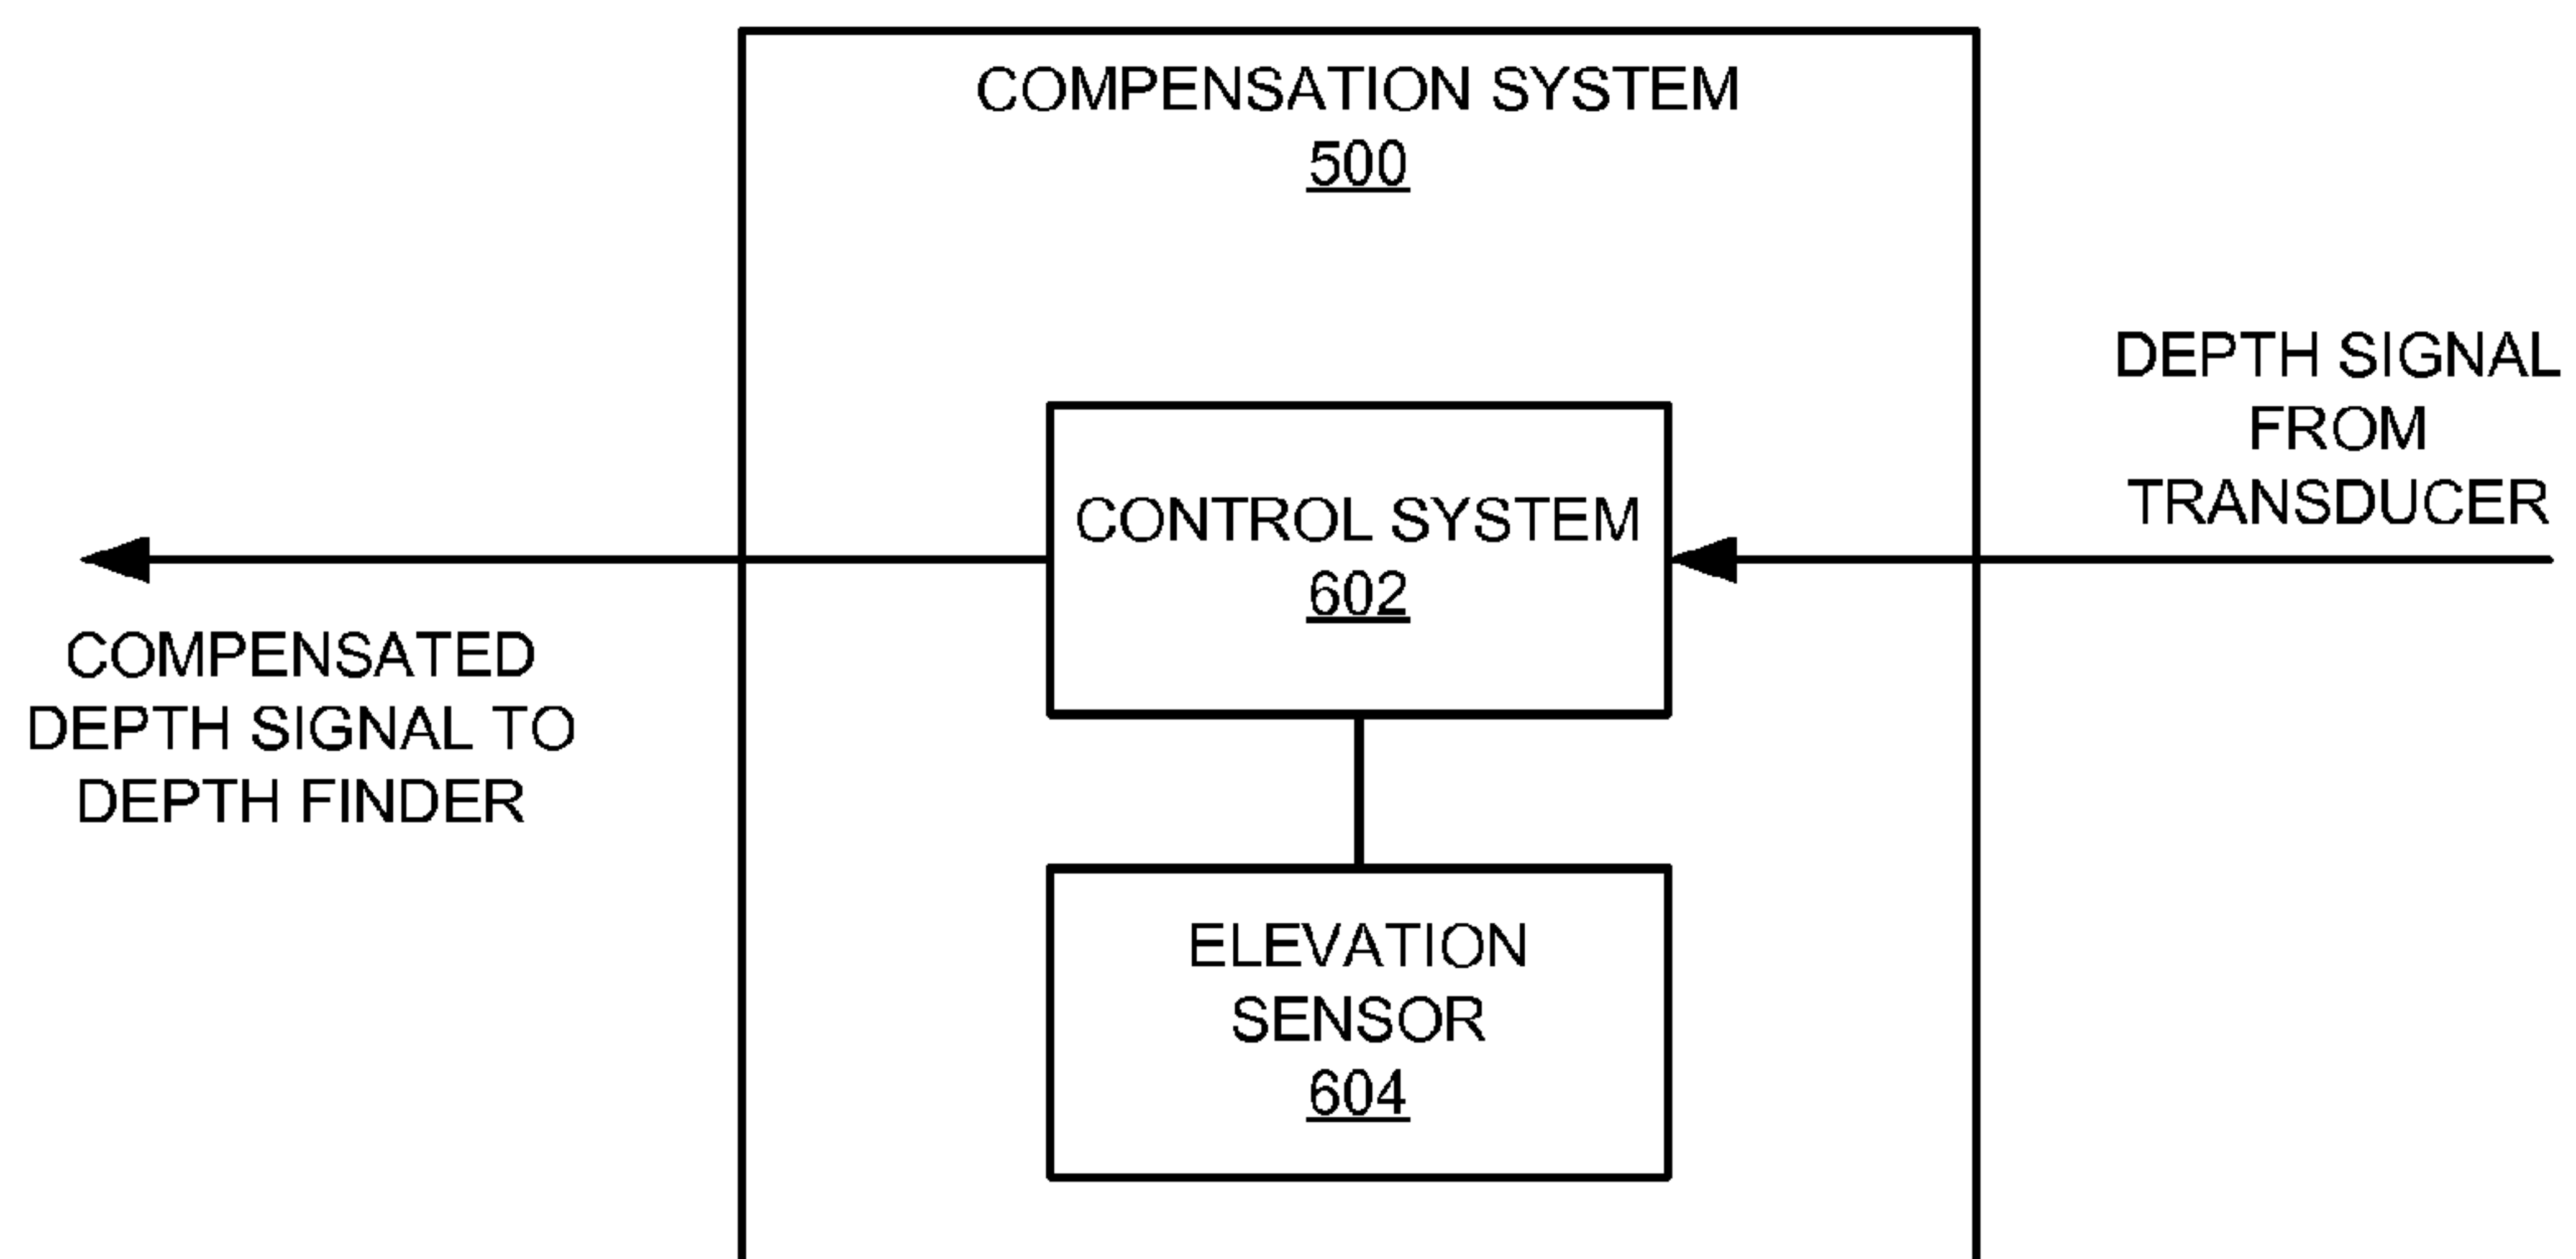 COMPENSATION SYSTEM
500
DEPTH SIGNAL
FROM
TRANSDUCER
CONTROL SYSTEM
602
COMPENSATED
DEPTH SIGNAL TO
DEPTH FINDER
ELEVATION
SENSOR
604